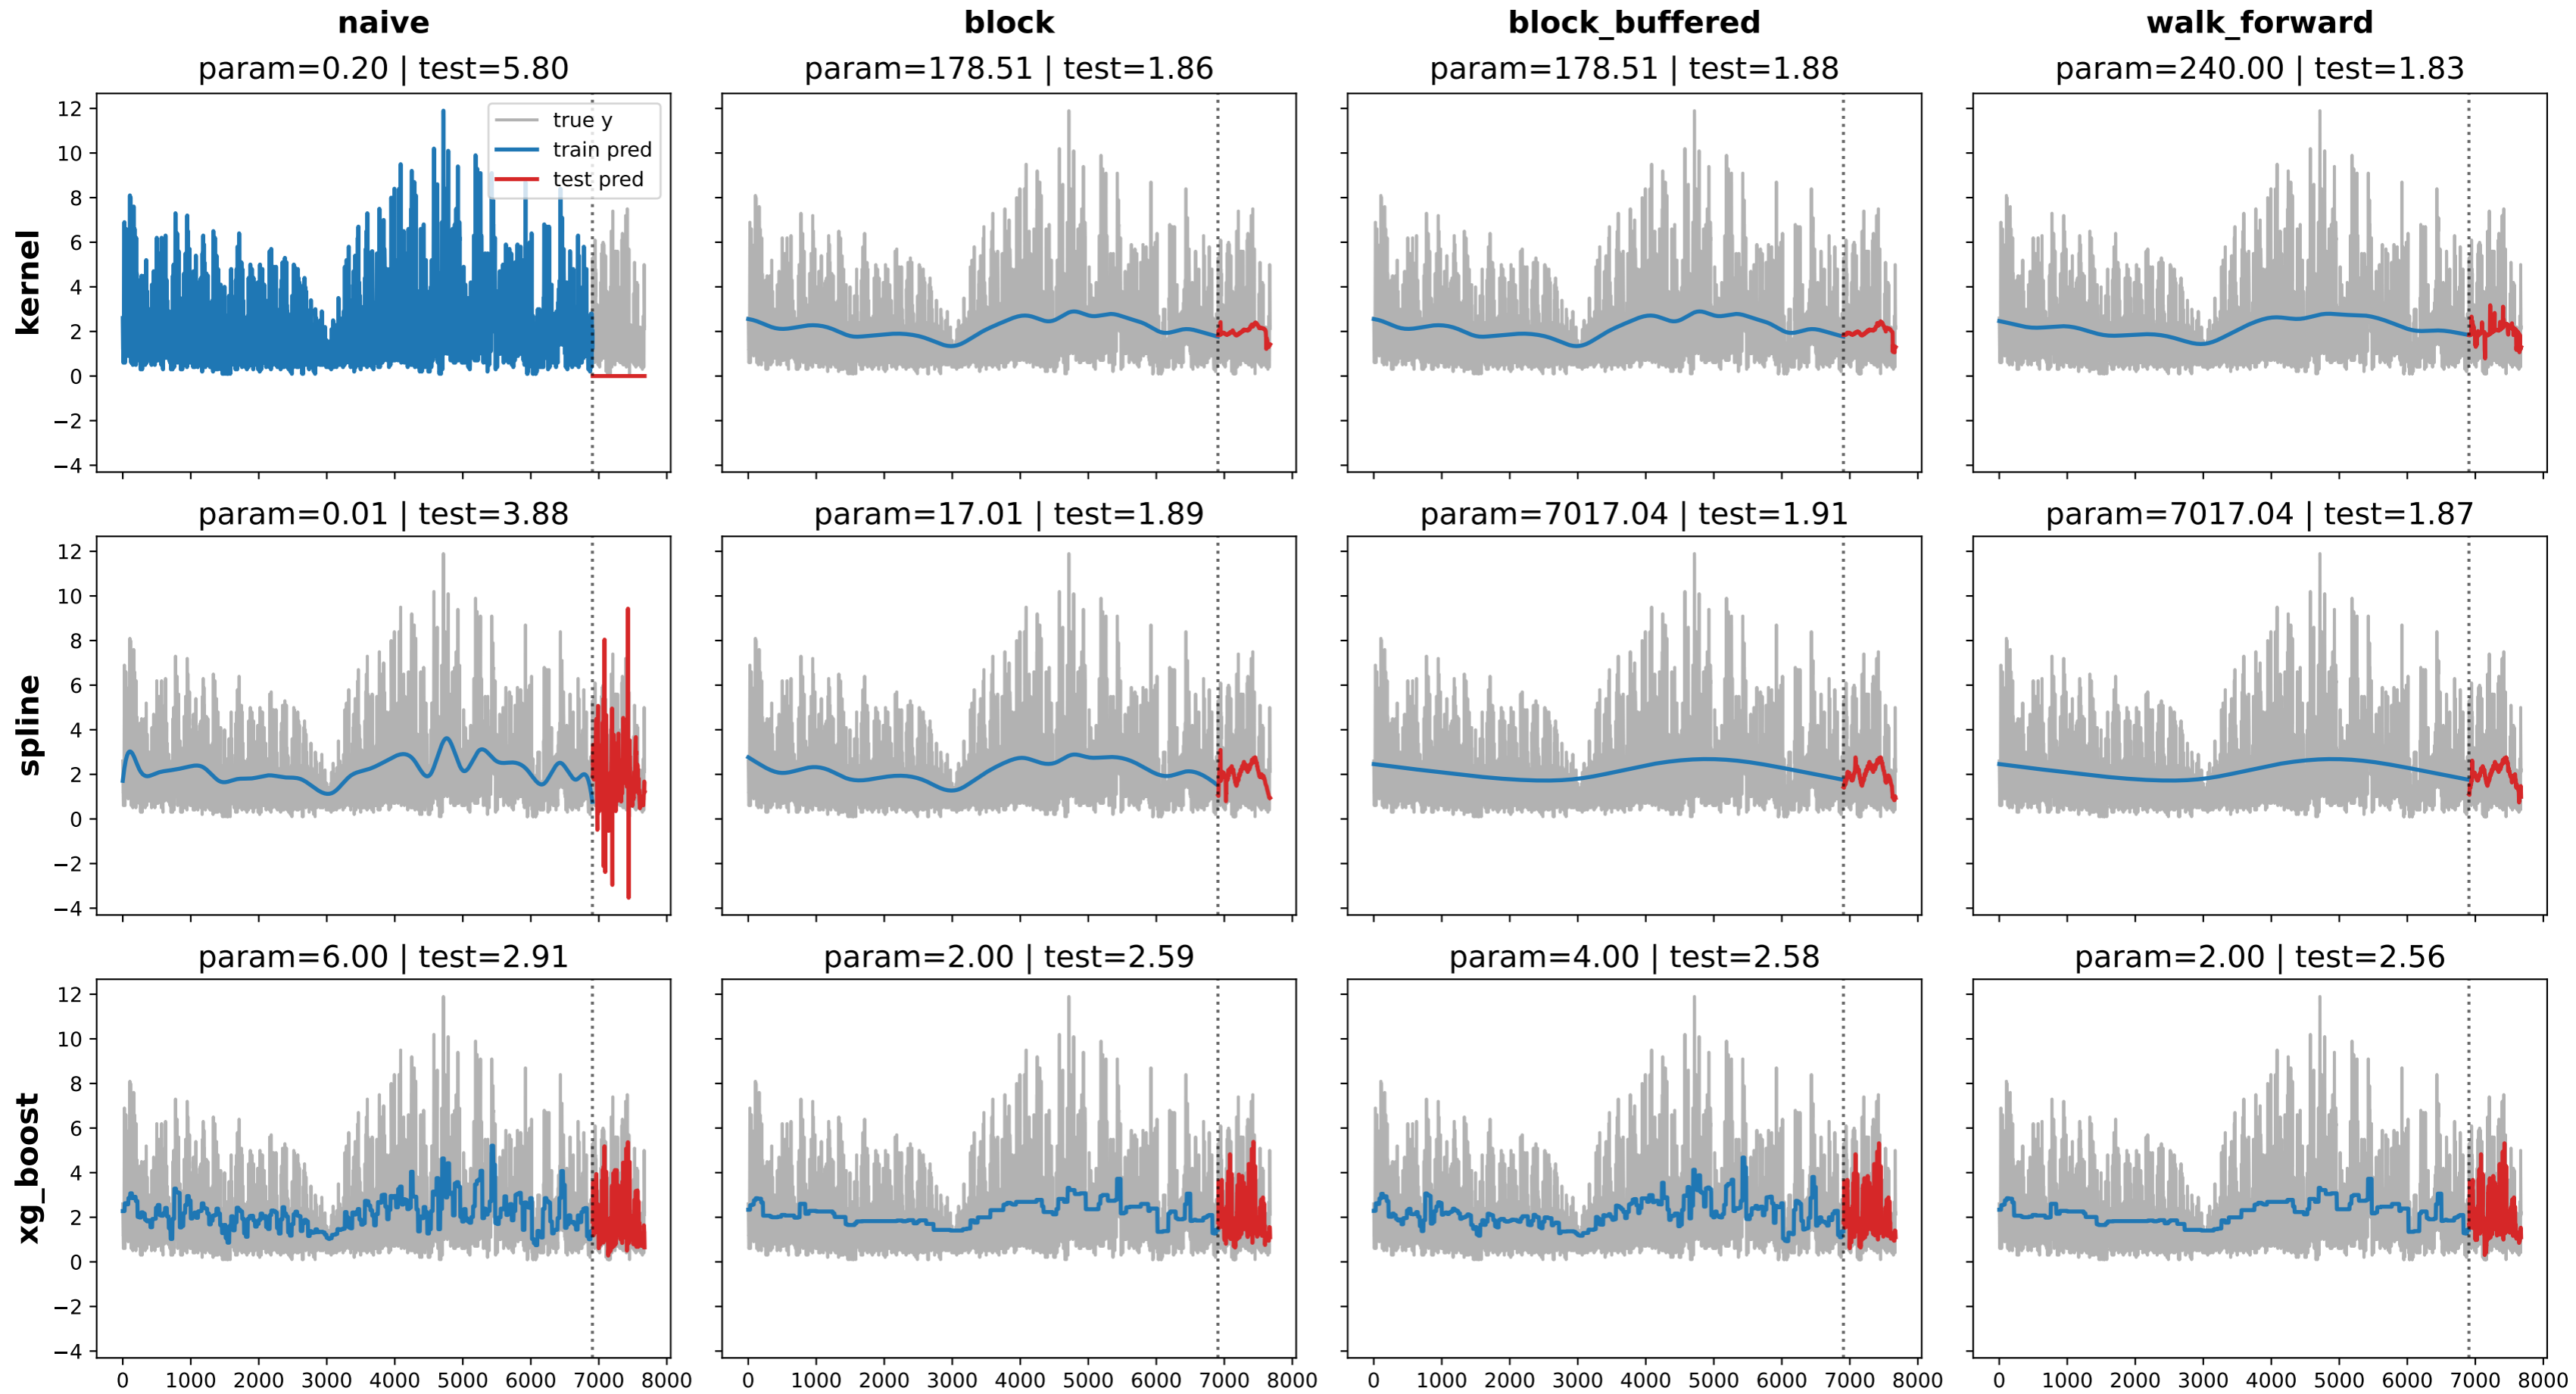 naive block block_buffered walk_forward
param=0.20 | test=5.80 param=178.51 | test=1.86 param=178.51 | test=1.88 param=240.00 | test=1.83
kernel
12
10
8
6
4
2
0
−2
−4
true y
train pred
test pred
param=0.01 | test=3.88 param=17.01 | test=1.89 param=7017.04 | test=1.91 param=7017.04 | test=1.87
spline
12
10
8
6
4
2
0
−2
−4
param=6.00 | test=2.91 param=2.00 | test=2.59 param=4.00 | test=2.58 param=2.00 | test=2.56
xg_boost
12
10
8
6
4
2
0
−2
−4
0 1000 2000 3000 4000 5000 6000 7000 8000 0 1000 2000 3000 4000 5000 6000 7000 8000 0 1000 2000 3000 4000 5000 6000 7000 8000 0 1000 2000 3000 4000 5000 6000 7000 8000